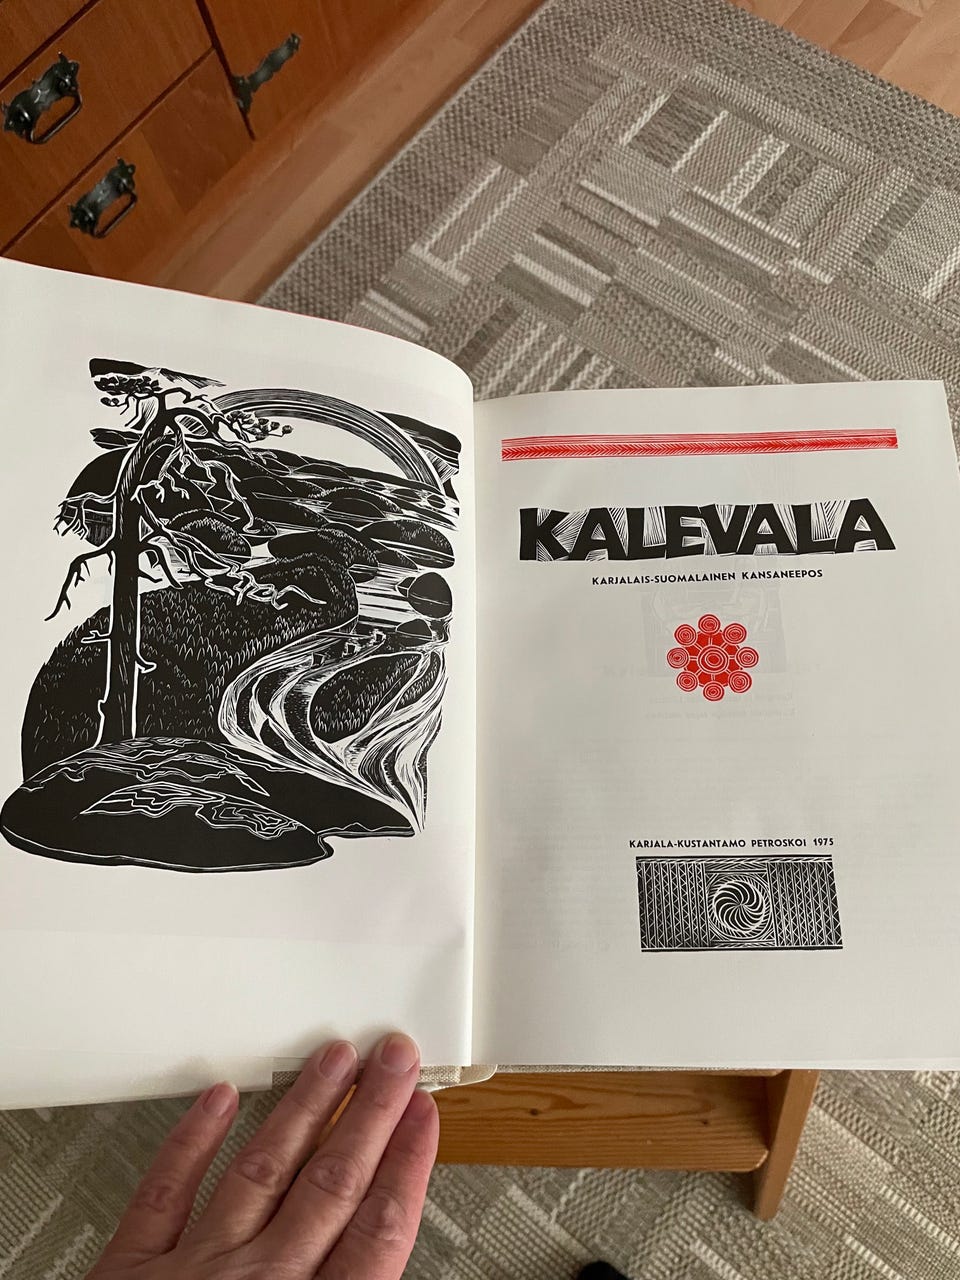 KALEVALA
KARJALAIS-SUOMALAINEN KANSANEEPOS
KARJALA-KUSTANTAMO PETROSKOI 1975